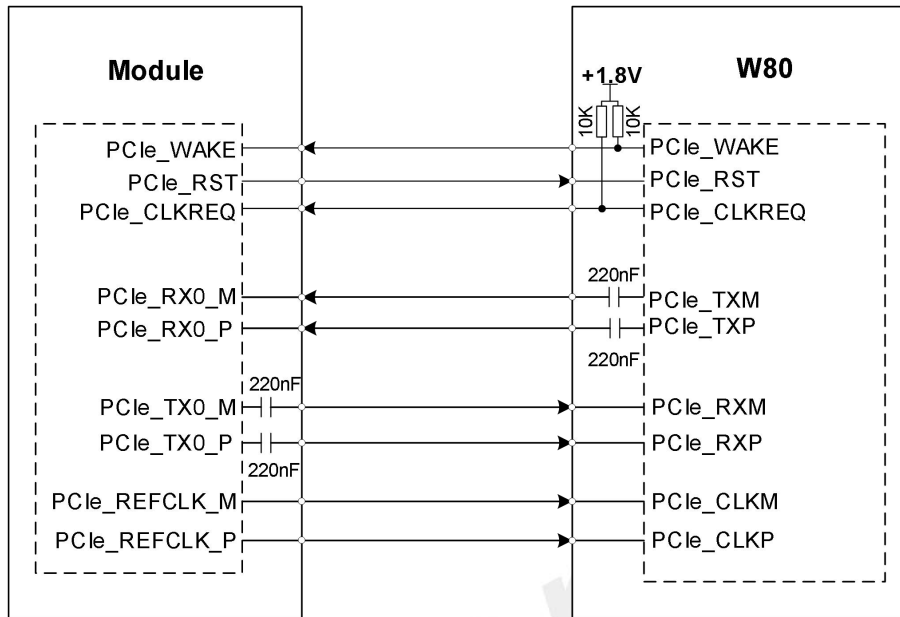 Module
W80
+1.8V
10K
10K
PCIe_WAKE
PCIe_WAKE
PCIe_RST
PCIe_RST
PCIe_CLKREQ
PCIe_CLKREQ
220nF
PCIe_RX0_M
PCIe_TXM
PCIe_RX0_P
PCIe_TXP
220nF
220nF
PCIe_TX0_M
PCIe_RXM
PCIe_TX0_P
PCIe_RXP
220nF
PCIe_REFCLK_M
PCIe_CLKM
PCIe_REFCLK_P
PCIe_CLKP